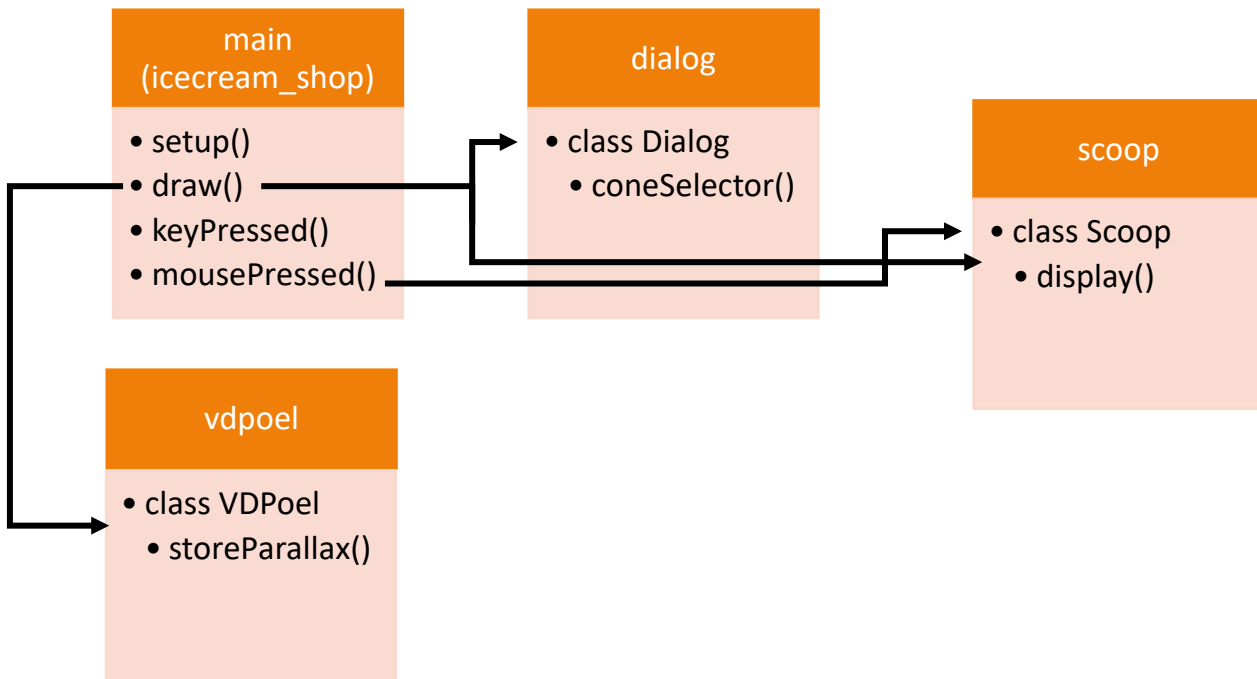 main
(icecream_shop)
• setup()
• draw()
• keyPressed()
• mousePressed()
dialog
• class Dialog
• coneSelector()
scoop
• class Scoop
• display()
vdpoel
• class VDPoel
• storeParallax()